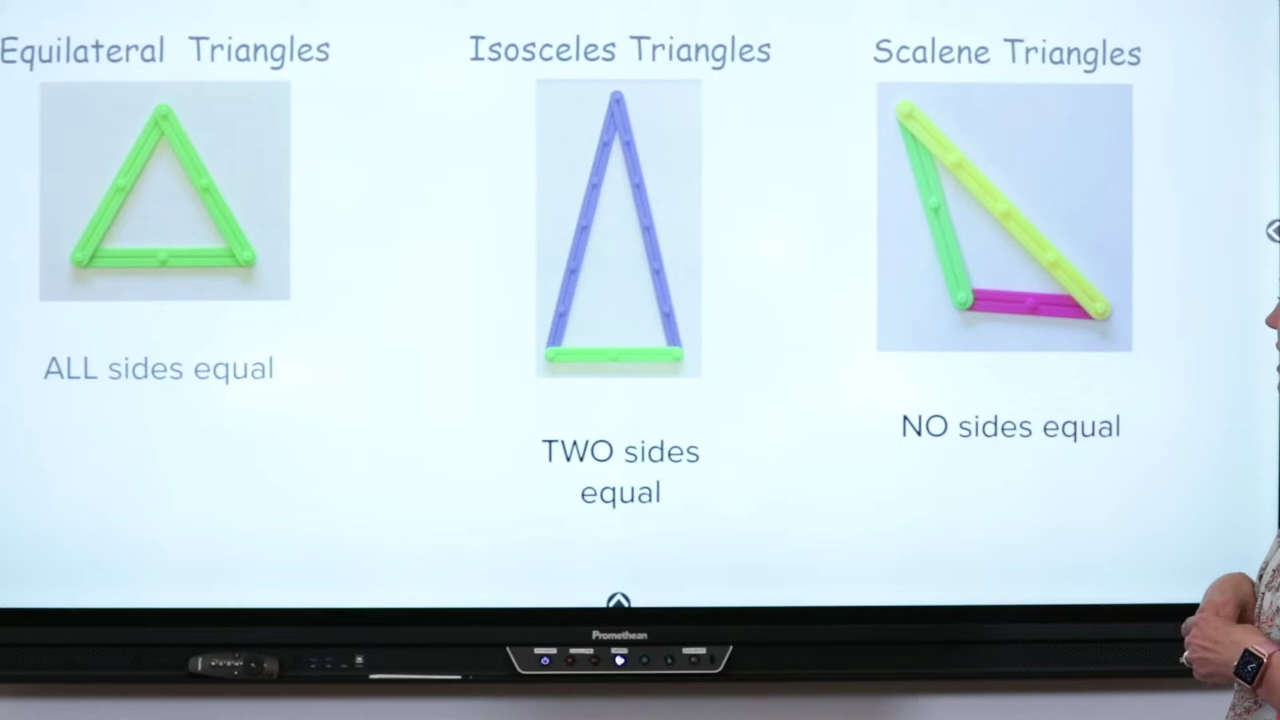 Equilateral Triangles
Isosceles Triangles
Scalene Triangles
ALL sides equal
TWO sides
equal
NO sides equal
Promethean